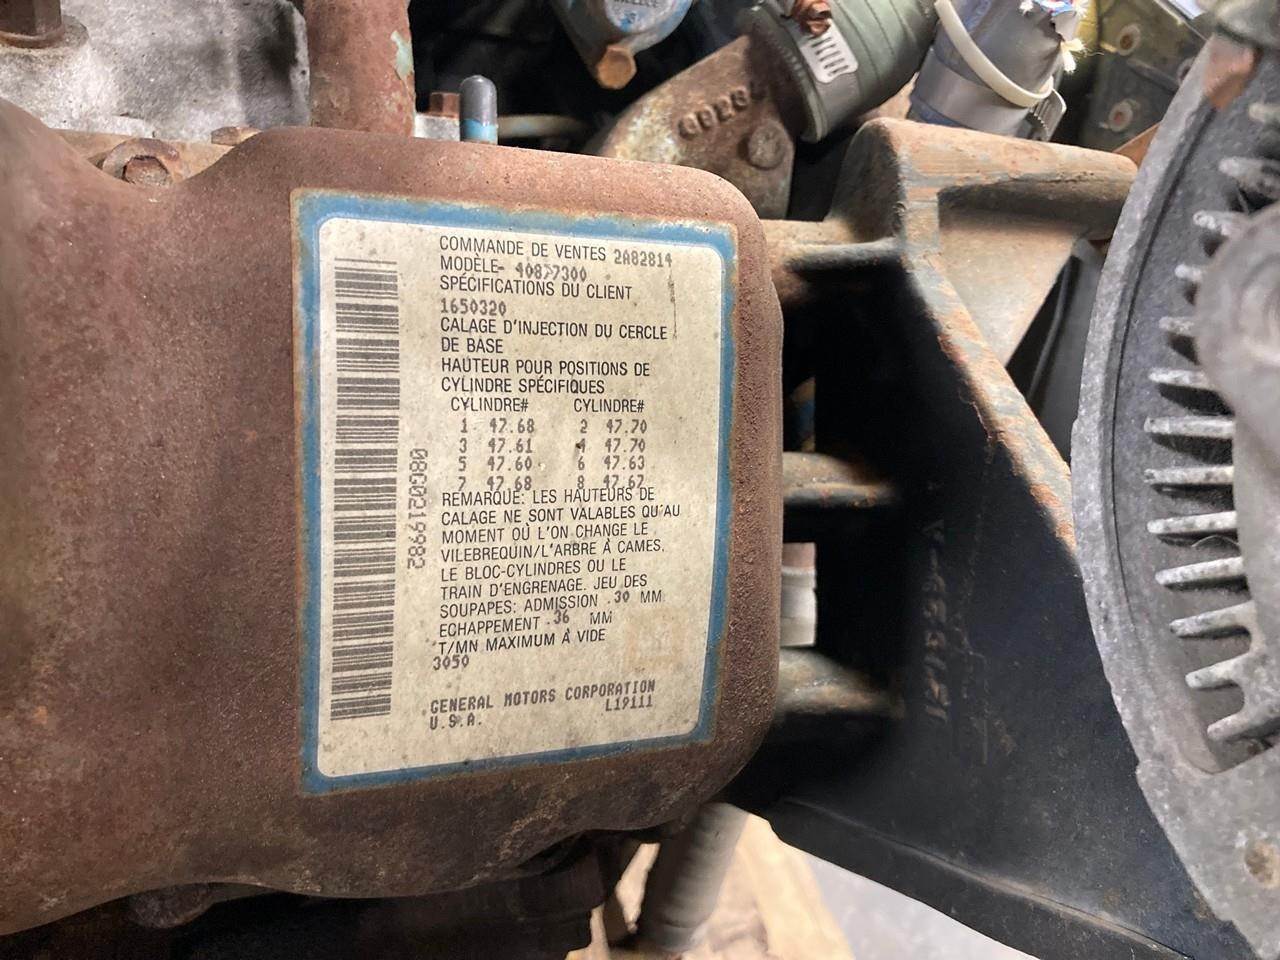 COMMANDE DE VENTES 2A82814
MODÈLE- 40877300
SPÉCIFICATIONS DU CLIENT
1650320
CALAGE D'INJECTION DU CERCLE
DE BASE
HAUTEUR POUR POSITIONS DE
CYLINDRE SPÉCIFIQUES
CYLINDRE# CYLINDRE#
1 47.68 2 47.70
3 47.61 4 47.70
5 47.60 6 47.63
7 47.68 8 47.67
REMARQUE: LES HAUTEURS DE
CALAGE NE SONT VALABLES QU'AU
MOMENT OÙ L'ON CHANGE LE
VILEBREQUIN/L'ARBRE À CAMES,
LE BLOC-CYLINDRES OU LE
TRAIN D'ENGRENAGE. JEU DES
SOUPAPES: ADMISSION .30 MM
ECHAPPEMENT .36 MM
T/MN MAXIMUM À VIDE
3050
GENERAL MOTORS CORPORATION
U.S.A. L19111
08G0219982